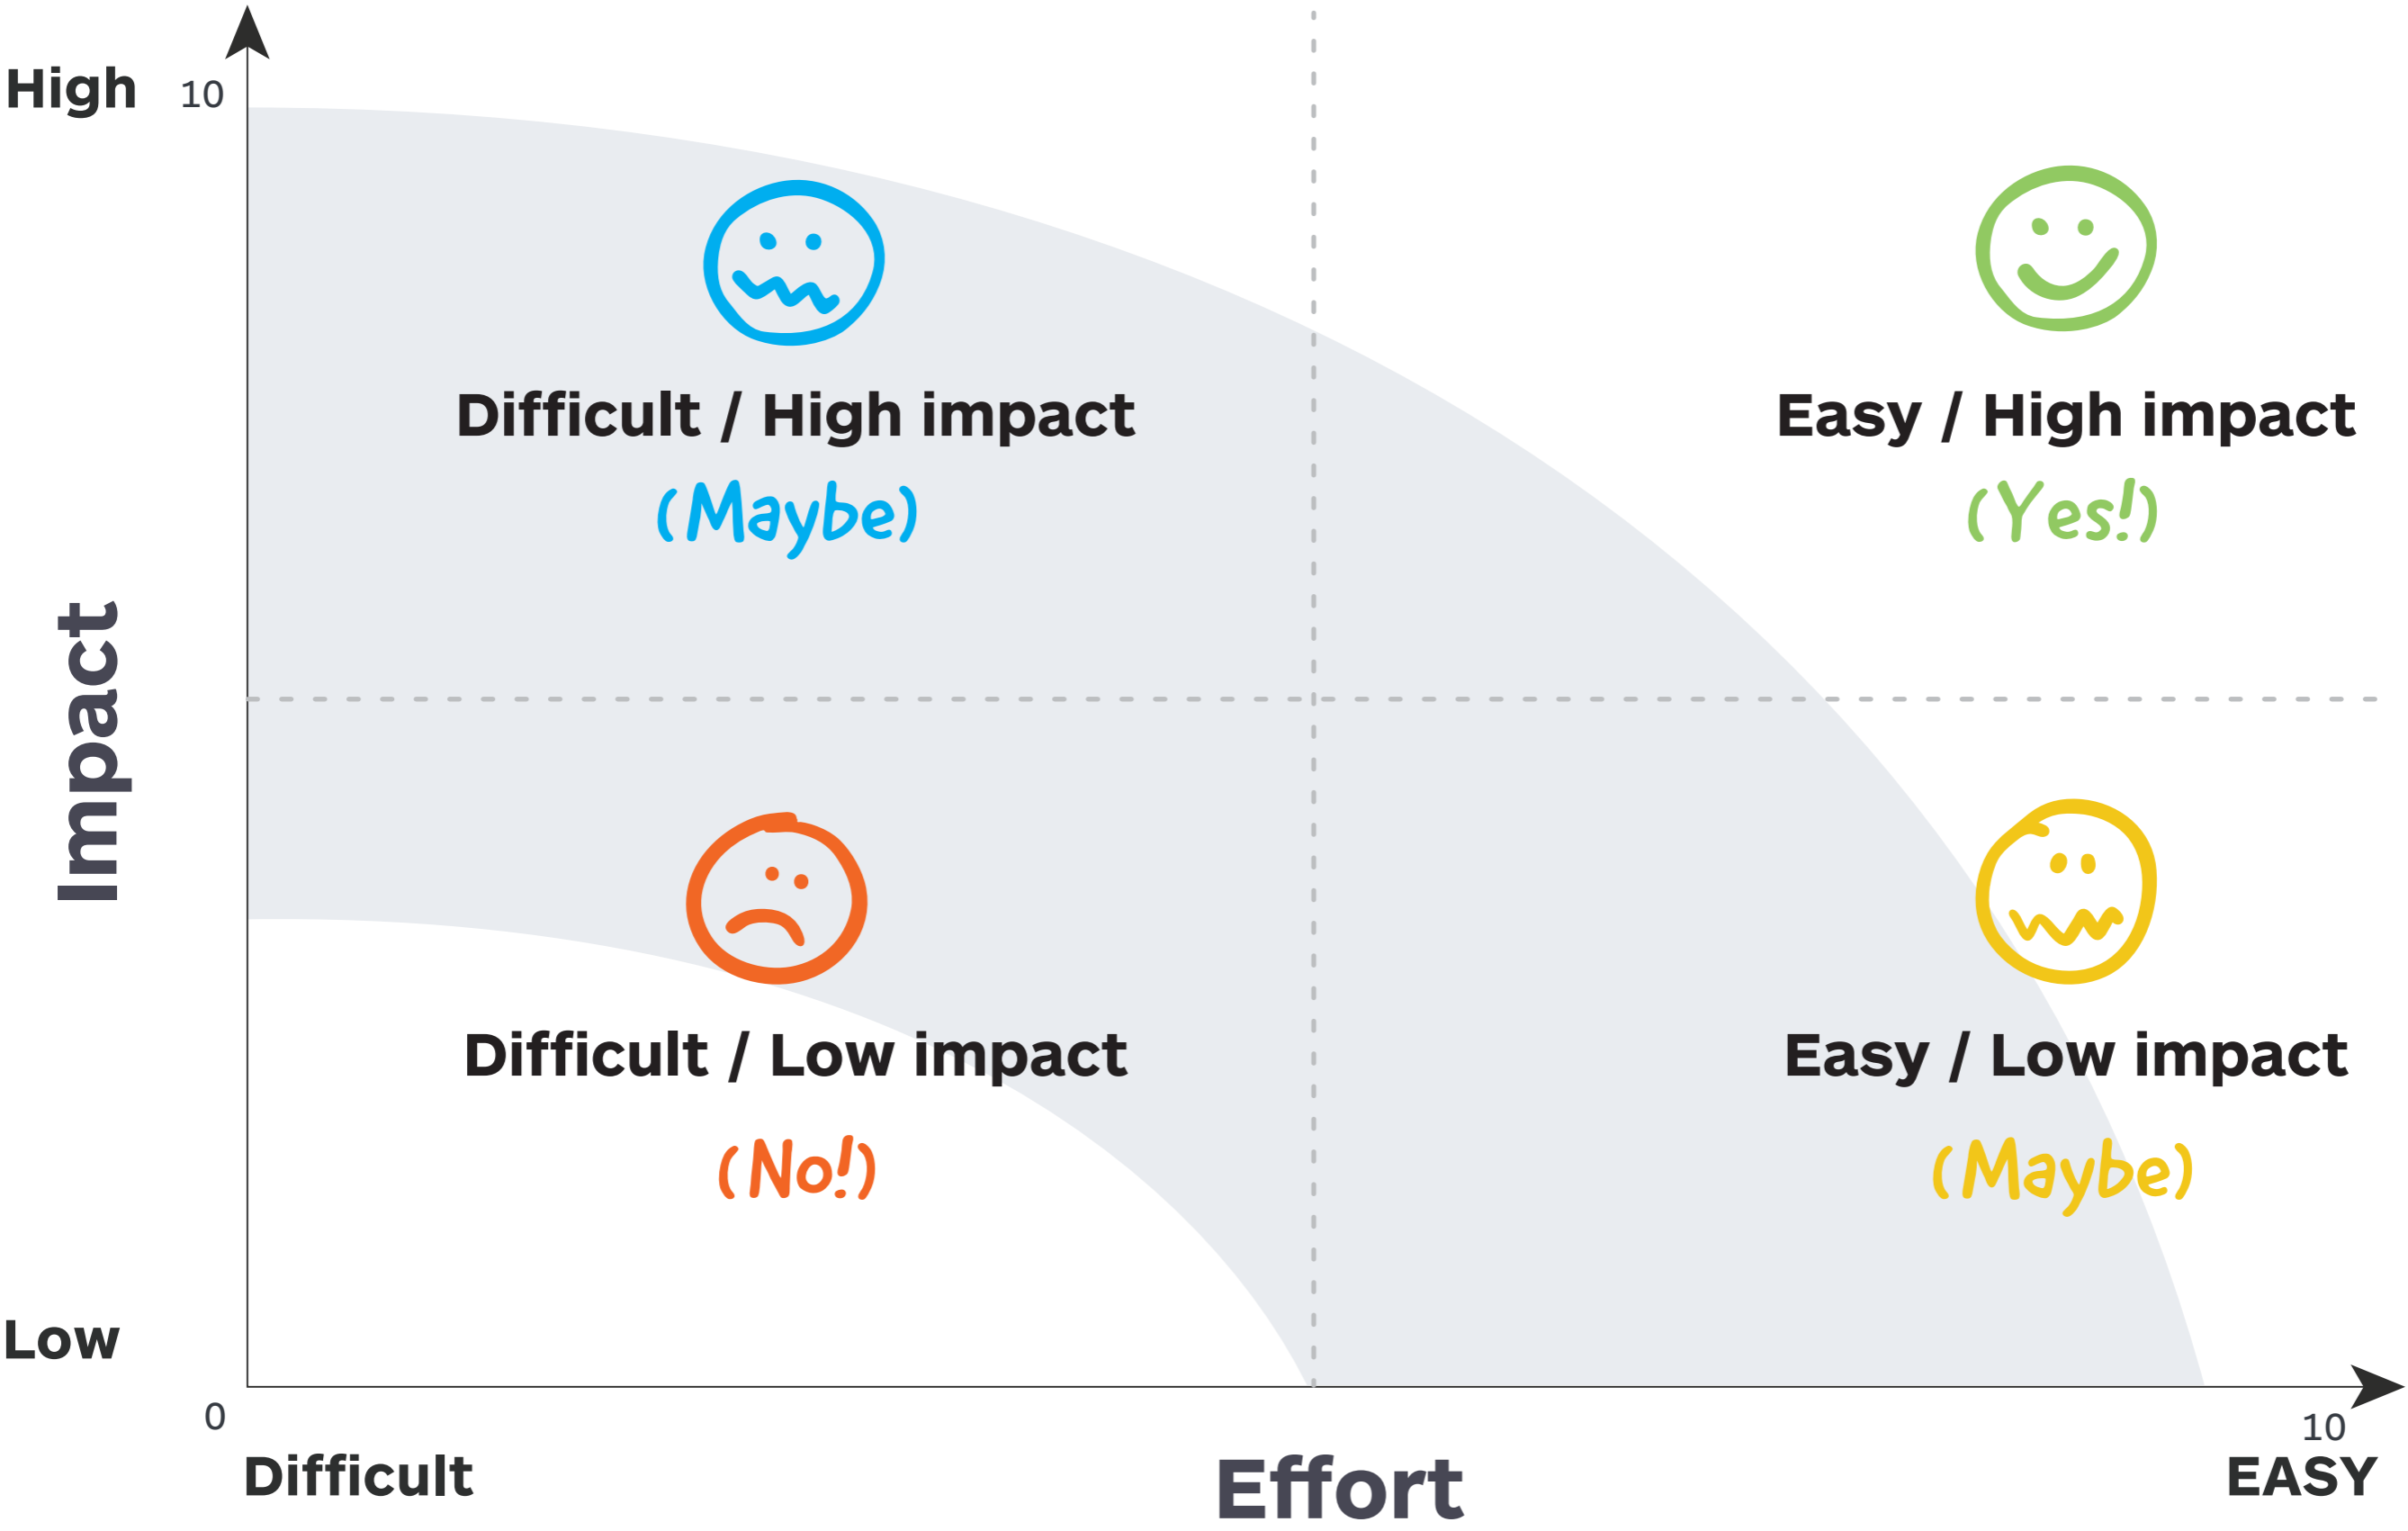 High
10
Difficult / High impact
(Maybe)
Easy / High impact
(Yes!)
Impact
Difficult / Low impact
(No!)
Easy / Low impact
(Maybe)
Low
0
10
Difficult
Effort
EASY